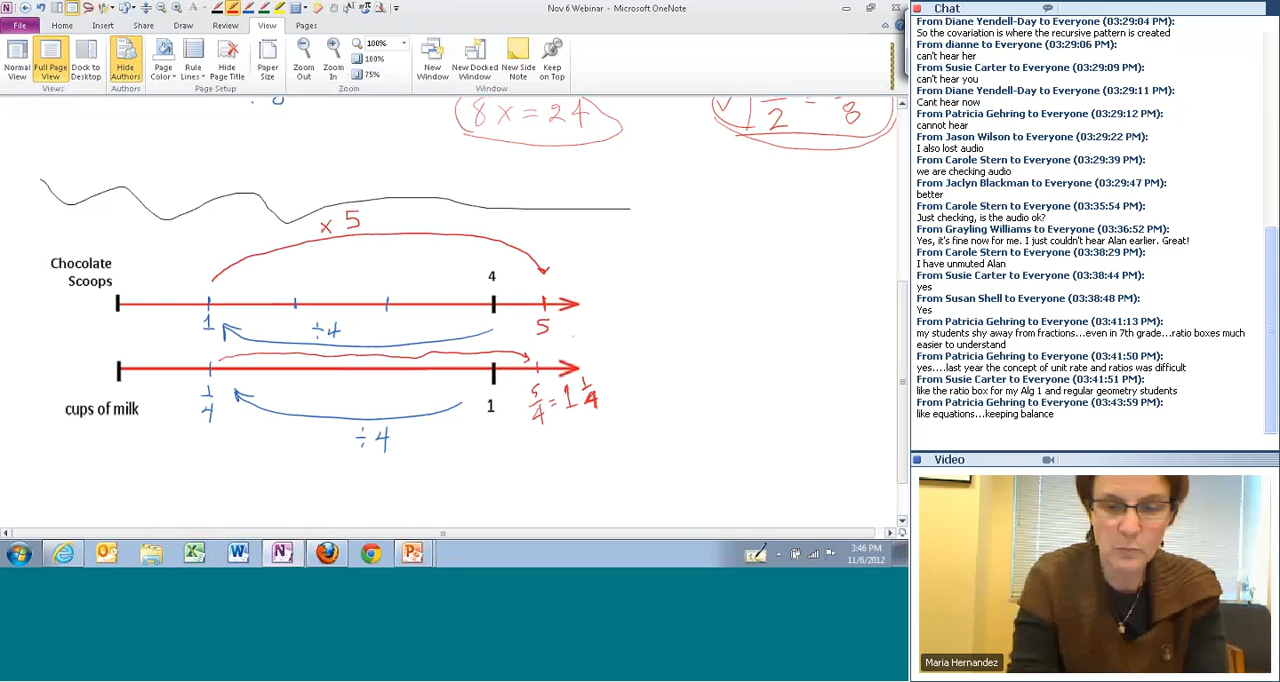 Nov 6 Webinar - Microsoft OneNote
File Home Insert Share Draw Review View Pages
Normal View
Full Page View
Dock to Desktop
Hide Authors
Page Color
Rule Lines
Hide Page Title
Paper Size
Zoom Out
Zoom In
100%
100%
75%
New Window
New Docked Window
New Side Note
Keep on Top
Views Authors Page Setup Zoom Window
8x = 24
2 = 8
x 5
Chocolate
Scoops
4
1
÷4
5
cups of milk
1/4
1
5/4 = 1 1/4
÷4
3:46 PM
11/6/2012
Chat
From Diane Yendell-Day to Everyone (03:29:04 PM)
So the covariation is where the recursive pattern is created
From dianne to Everyone (03:29:06 PM):
can't hear her
From Susie Carter to Everyone (03:29:09 PM):
can't hear you
From Diane Yendell-Day to Everyone (03:29:11 PM):
Cant hear now
From Patricia Gehring to Everyone (03:29:12 PM):
cannot hear
From Jason Wilson to Everyone (03:29:22 PM):
I also lost audio
From Carole Stern to Everyone (03:29:39 PM):
we are checking audio
From Jaclyn Blackman to Everyone (03:29:47 PM):
better
From Carole Stern to Everyone (03:35:54 PM):
Just checking, is the audio ok?
From Grayling Williams to Everyone (03:36:52 PM):
Yes, it's fine now for me. I just couldn't hear Alan earlier. Great!
From Carole Stern to Everyone (03:38:29 PM):
I have unmuted Alan
From Susie Carter to Everyone (03:38:44 PM):
yes
From Susan Shell to Everyone (03:38:48 PM):
Yes
From Patricia Gehring to Everyone (03:41:13 PM):
my students shy away from fractions...even in 7th grade...ratio boxes much
easier to understand
From Patricia Gehring to Everyone (03:41:50 PM):
yes....last year the concept of unit rate and ratios was difficult
From Patricia Gehring to Everyone (03:41:51 PM):
like the ratio box for my Alg 1 and regular geometry students
From Patricia Gehring to Everyone (03:43:59 PM):
like equations...keeping balance
Video
Maria Hernandez